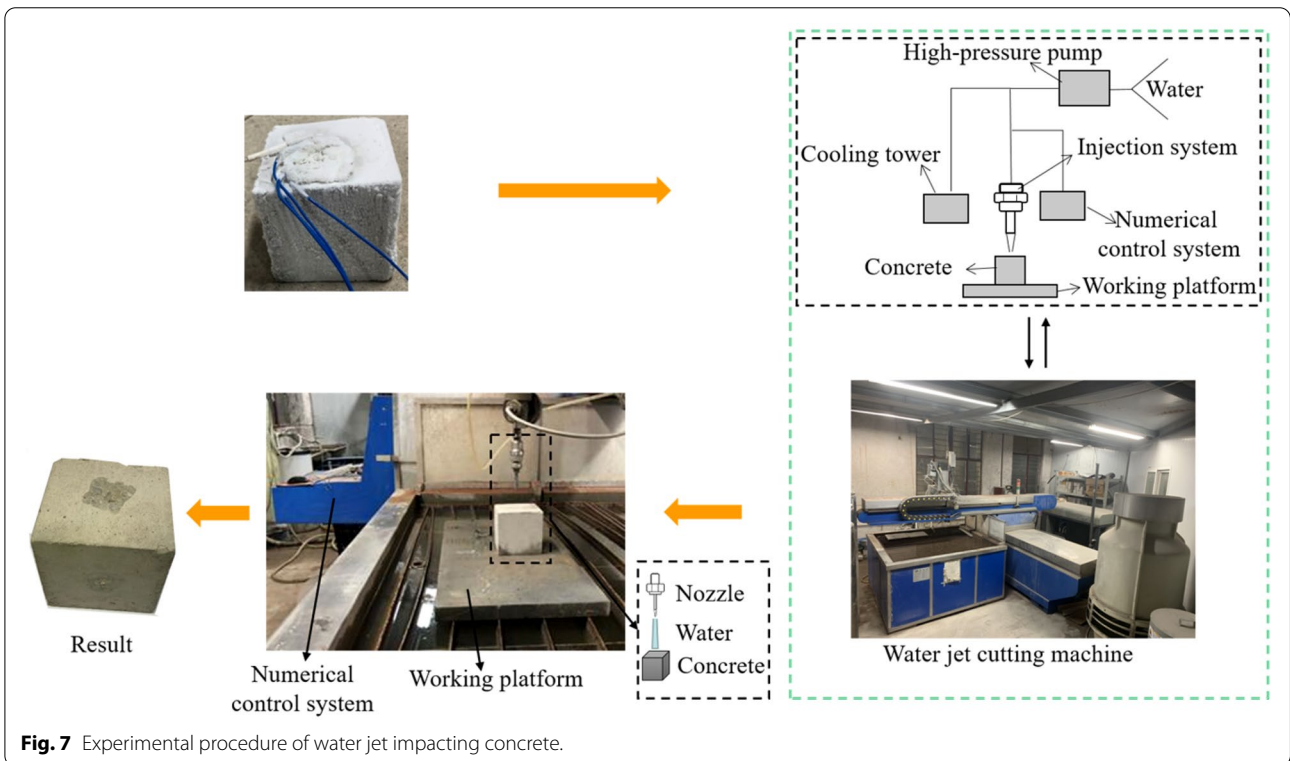 High-pressure pump
Water
Cooling tower
Injection system
Numerical
control system
Concrete
Working platform
Water jet cutting machine
Nozzle
Water
Concrete
Numerical
control system
Working platform
Result
Fig. 7 Experimental procedure of water jet impacting concrete.